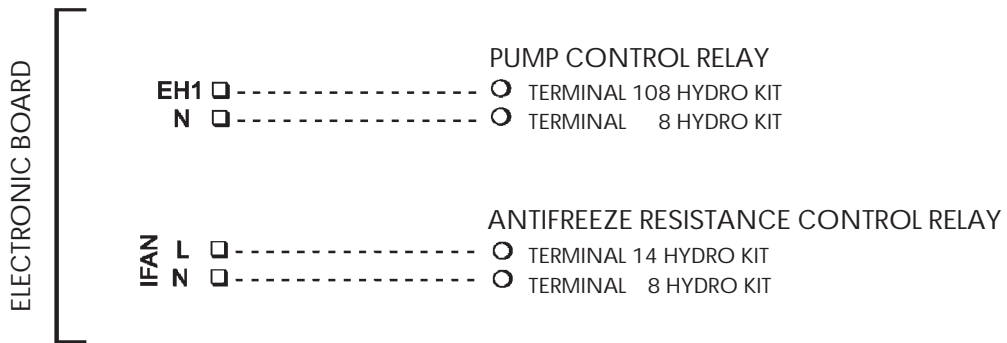 ELECTRONIC BOARD
PUMP CONTROL RELAY
EH1 TERMINAL 108 HYDRO KIT
N TERMINAL 8 HYDRO KIT
ANTIFREEZE RESISTANCE CONTROL RELAY
IFAN
L TERMINAL 14 HYDRO KIT
N TERMINAL 8 HYDRO KIT